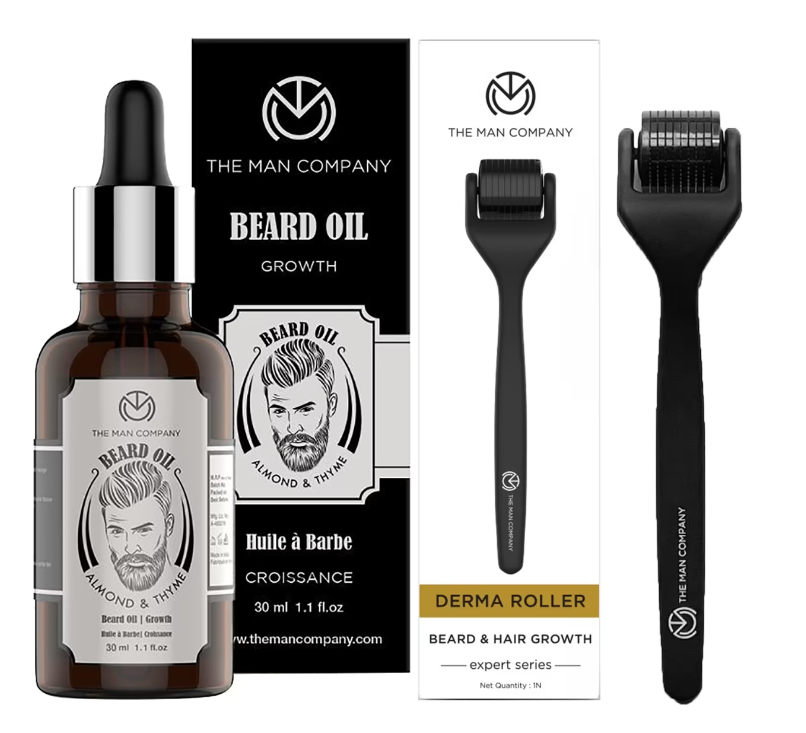 THE MAN COMPANY
BEARD OIL
ALMOND & THYME
Beard Oil | Growth
Huile à Barbe| Croissance
30 ml 1.1 fl.oz
THE MAN COMPANY
BEARD OIL
GROWTH
BEARD OIL
ALMOND & THYME
Huile à Barbe
CROISSANCE
30 ml 1.1 fl.oz
www.themancompany.com
THE MAN COMPANY
THE MAN COMPANY
DERMA ROLLER
BEARD & HAIR GROWTH
expert series
Net Quantity : 1N
THE MAN COMPANY